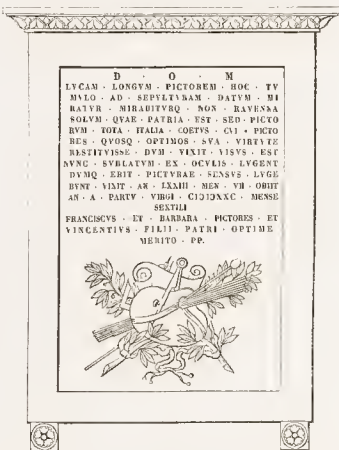 D · O · M
LVCAM · LONGVM · PICTOREM · HOC · TV
MVLO · AD · SEPVLTVRAM · DATVM · MI
RATVR · MIRABITVRQ · NON · RAVENNA
SOLVM · QVAE · PATRIA · EST · SED · PICTO
RVM · TOTA · ITALIA · COETVS · CVI · PICTO
RES · QVOSQ · OPTIMOS · SVA · VIRTVTE
RESTITVISSE · DVM · VIXIT · VISVS · EST
NVNC · SVBLATVM · EX · OCVLIS · LVGENT
DVMQ · ERIT · PICTVRAE · SENSVS · LVGE
BVNT · VIXIT · AN · LXXIII · MEN · VII · OBIIT
AN · A · PARTV · VIRGI · CIƆIƆXXC · MENSE
SEXTILI
FRANCISCVS · ET · BARBARA · PICTORES · ET
VINCENTIVS · FILII · PATRI · OPTIME
MERITO · PP.